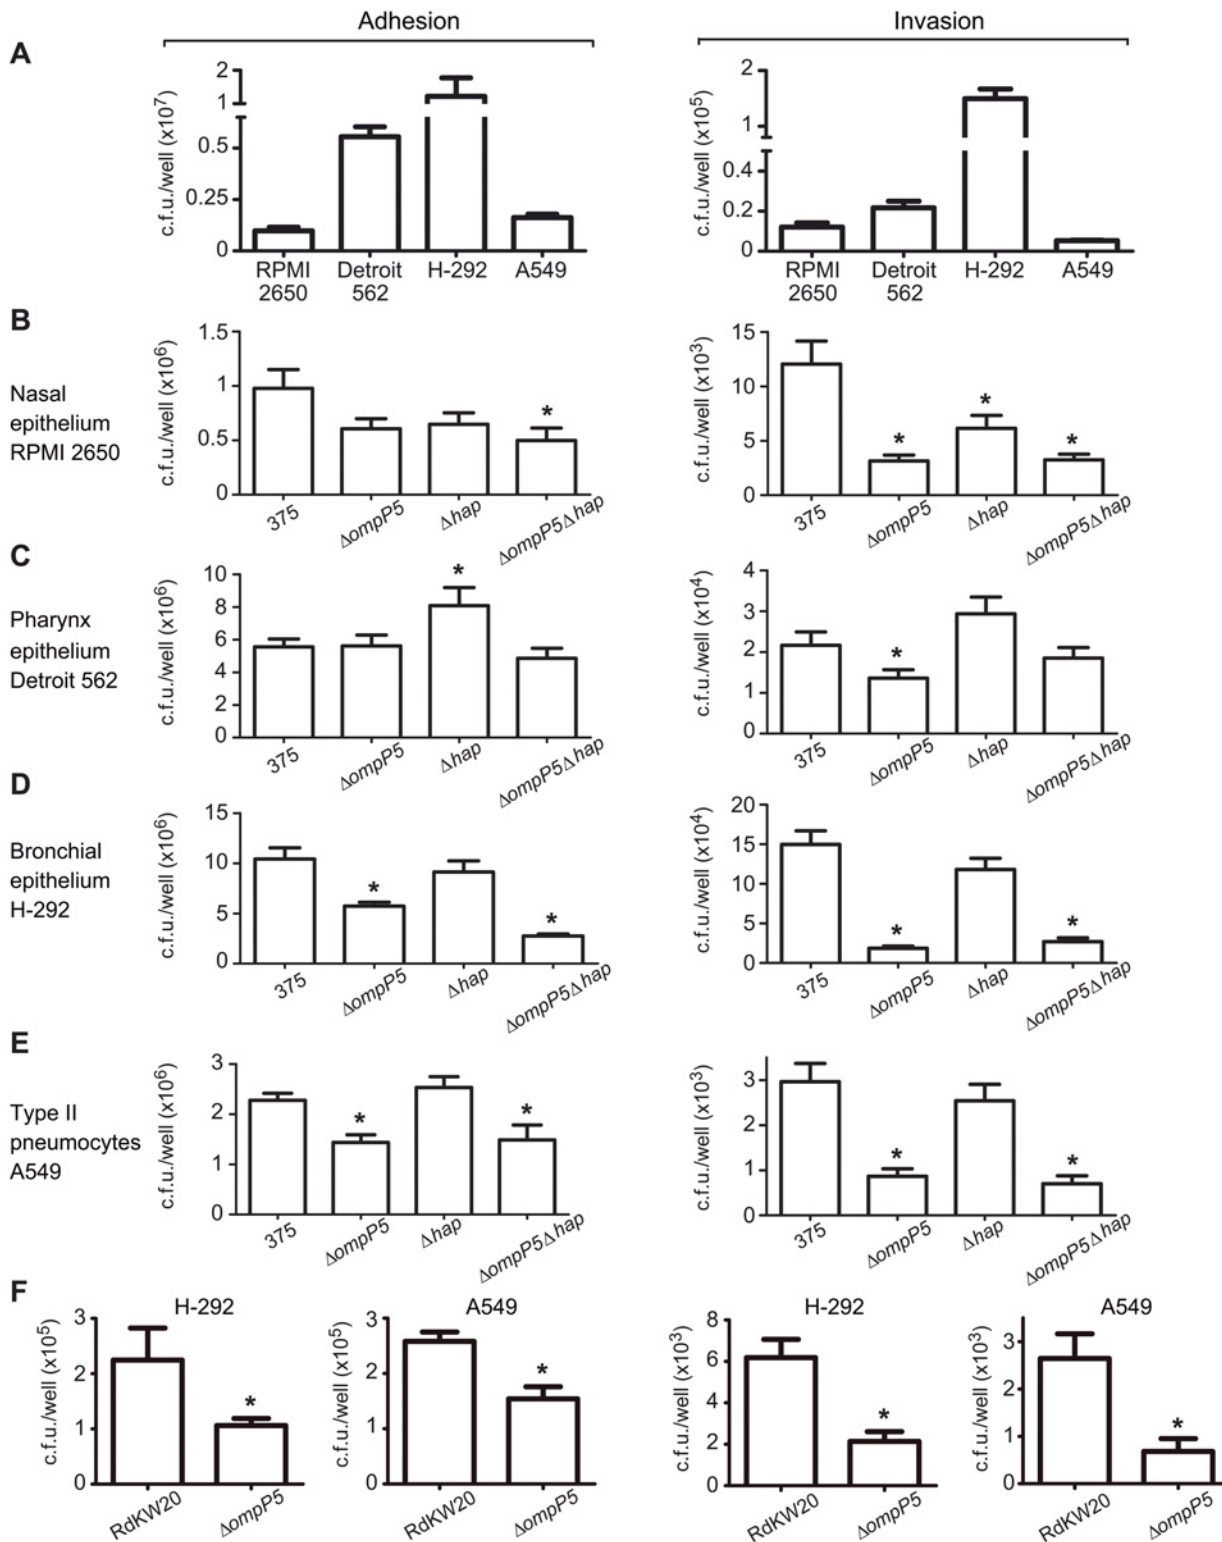 Adhesion
Invasion
A
c.f.u./well (x10⁷)
2
1
0.5
0.25
0
RPMI 2650
Detroit 562
H-292
A549
c.f.u./well (x10⁵)
2
1
0.4
0.2
0
RPMI 2650
Detroit 562
H-292
A549
B
Nasal
epithelium
RPMI 2650
c.f.u./well (x10⁶)
1.5
1
0.5
0
*
375
ΔompP5
Δhap
ΔompP5Δhap
c.f.u./well (x10³)
15
10
5
0
*
*
*
375
ΔompP5
Δhap
ΔompP5Δhap
C
Pharynx
epithelium
Detroit 562
c.f.u./well (x10⁶)
10
8
6
4
2
0
*
375
ΔompP5
Δhap
ΔompP5Δhap
c.f.u./well (x10⁴)
4
3
2
1
0
*
375
ΔompP5
Δhap
ΔompP5Δhap
D
Bronchial
epithelium
H-292
c.f.u./well (x10⁶)
15
10
5
0
*
*
375
ΔompP5
Δhap
ΔompP5Δhap
c.f.u./well (x10⁴)
20
15
10
5
0
*
*
375
ΔompP5
Δhap
ΔompP5Δhap
E
Type II
pneumocytes
A549
c.f.u./well (x10⁶)
3
2
1
0
*
*
375
ΔompP5
Δhap
ΔompP5Δhap
c.f.u./well (x10³)
3
2
1
0
*
*
375
ΔompP5
Δhap
ΔompP5Δhap
F
H-292
c.f.u./well (x10⁵)
3
2
1
0
*
RdKW20
ΔompP5
A549
c.f.u./well (x10⁵)
3
2
1
0
*
RdKW20
ΔompP5
H-292
c.f.u./well (x10³)
8
6
4
2
0
*
RdKW20
ΔompP5
A549
c.f.u./well (x10³)
3
2
1
0
*
RdKW20
ΔompP5